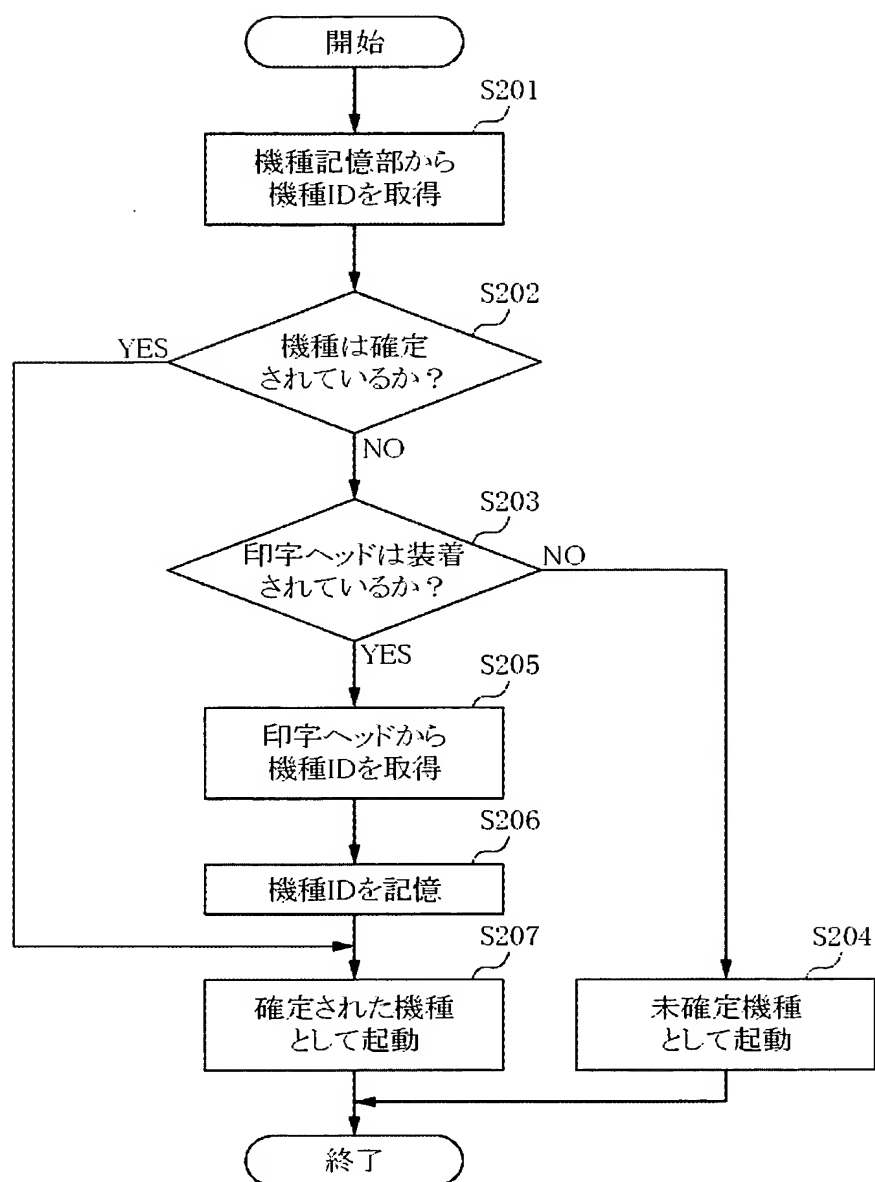 開始
S201
機種記憶部から
機種IDを取得
S202
機種は確定
されているか？
YES
NO
S203
印字ヘッドは装着
されているか？
NO
YES
S205
印字ヘッドから
機種IDを取得
S206
機種IDを記憶
S207
確定された機種
として起動
S204
未確定機種
として起動
終了